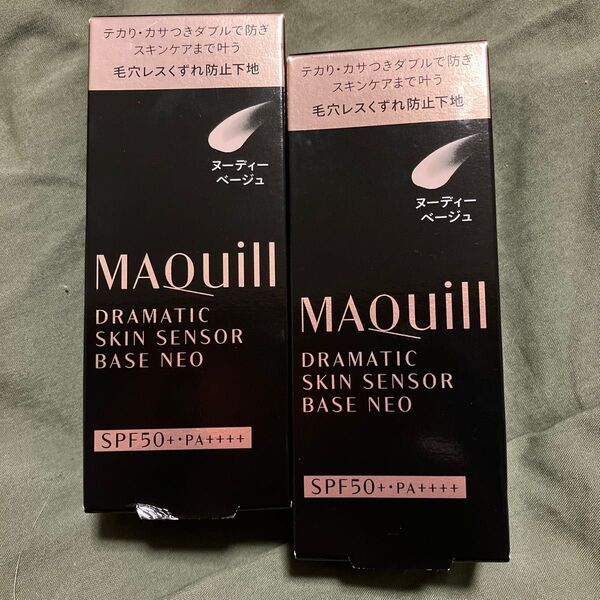 テカリ・カサつきダブルで防ぎ
スキンケアまで叶う
毛穴レスくずれ防止下地
ヌーディー
ベージュ
MAQuill
DRAMATIC
SKIN SENSOR
BASE NEO
SPF50+・PA++++
テカリ・カサつきダブルで防ぎ
スキンケアまで叶う
毛穴レスくずれ防止下地
ヌーディー
ベージュ
MAQuill
DRAMATIC
SKIN SENSOR
BASE NEO
SPF50+・PA++++